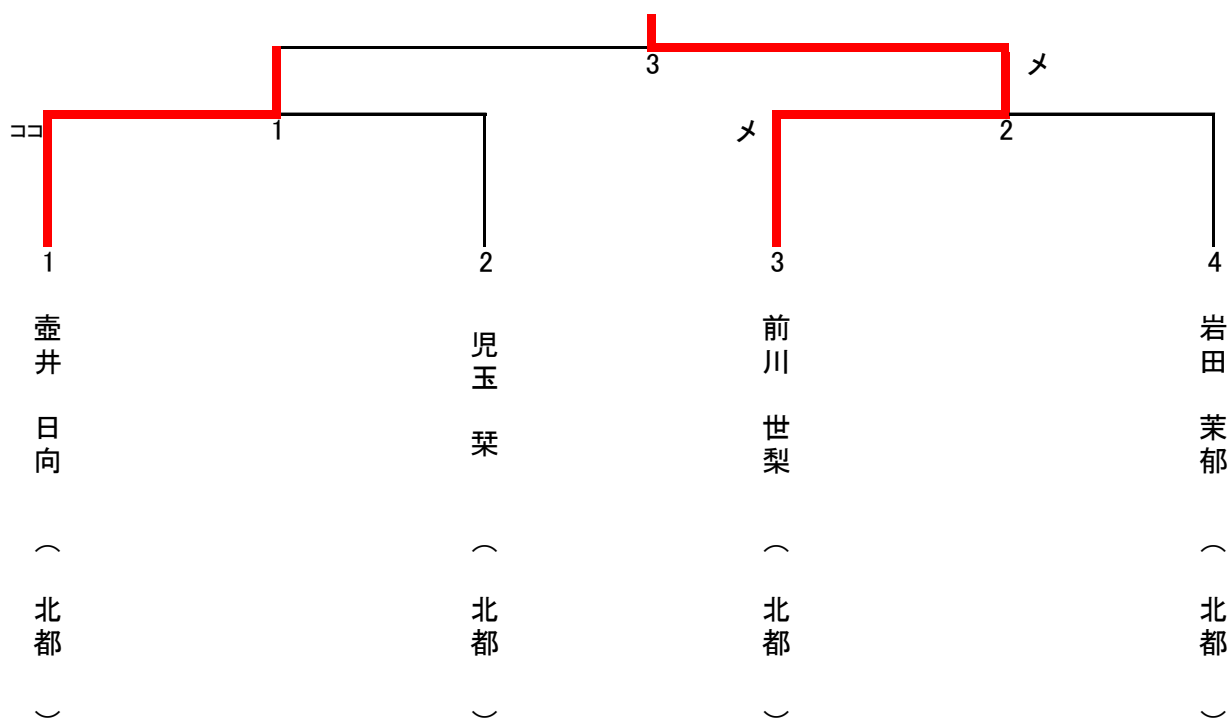 3
メ
ココ
1
メ
2
1
2
3
4
壺井 日向 （ 北都 ）
児玉 栞 （ 北都 ）
前川 世梨 （ 北都 ）
岩田 茉郁 （ 北都 ）